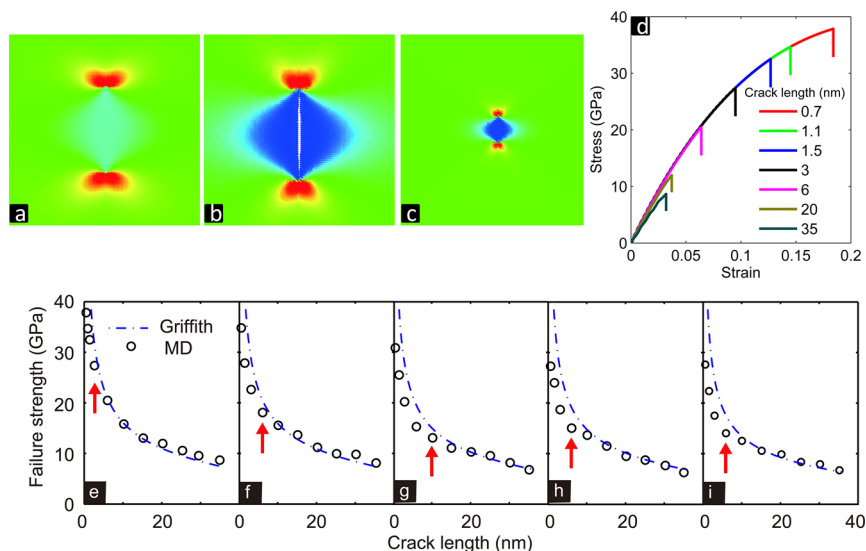 a
b
c
d
40
30
20
10
0
Stress (GPa)
Crack length (nm)
0.7
1.1
1.5
3
6
20
35
0
0.05
0.1
0.15
0.2
Strain
Failure strength (GPa)
40
30
20
10
0
Griffith
MD
e
f
g
h
i
0
20
0
20
0
20
0
20
0
20
40
Crack length (nm)